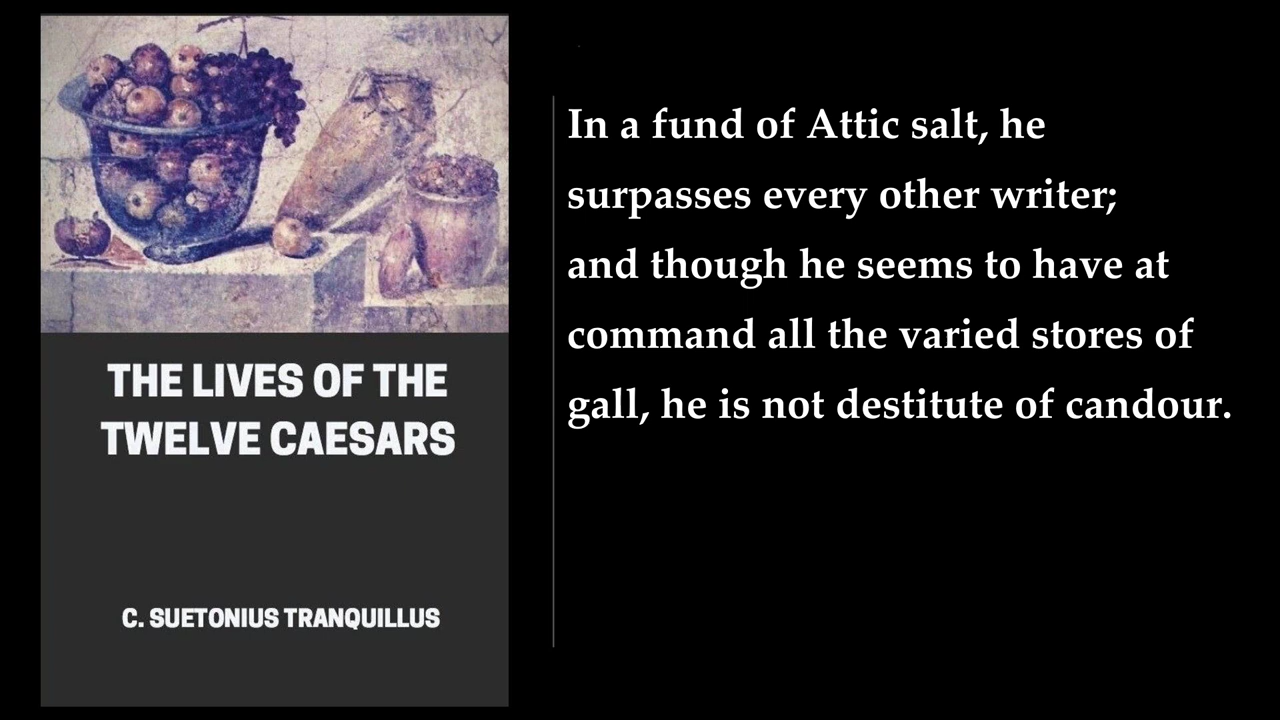 THE LIVES OF THE
TWELVE CAESARS
C. SUETONIUS TRANQUILLUS
In a fund of Attic salt, he
surpasses every other writer;
and though he seems to have at
command all the varied stores of
gall, he is not destitute of candour.